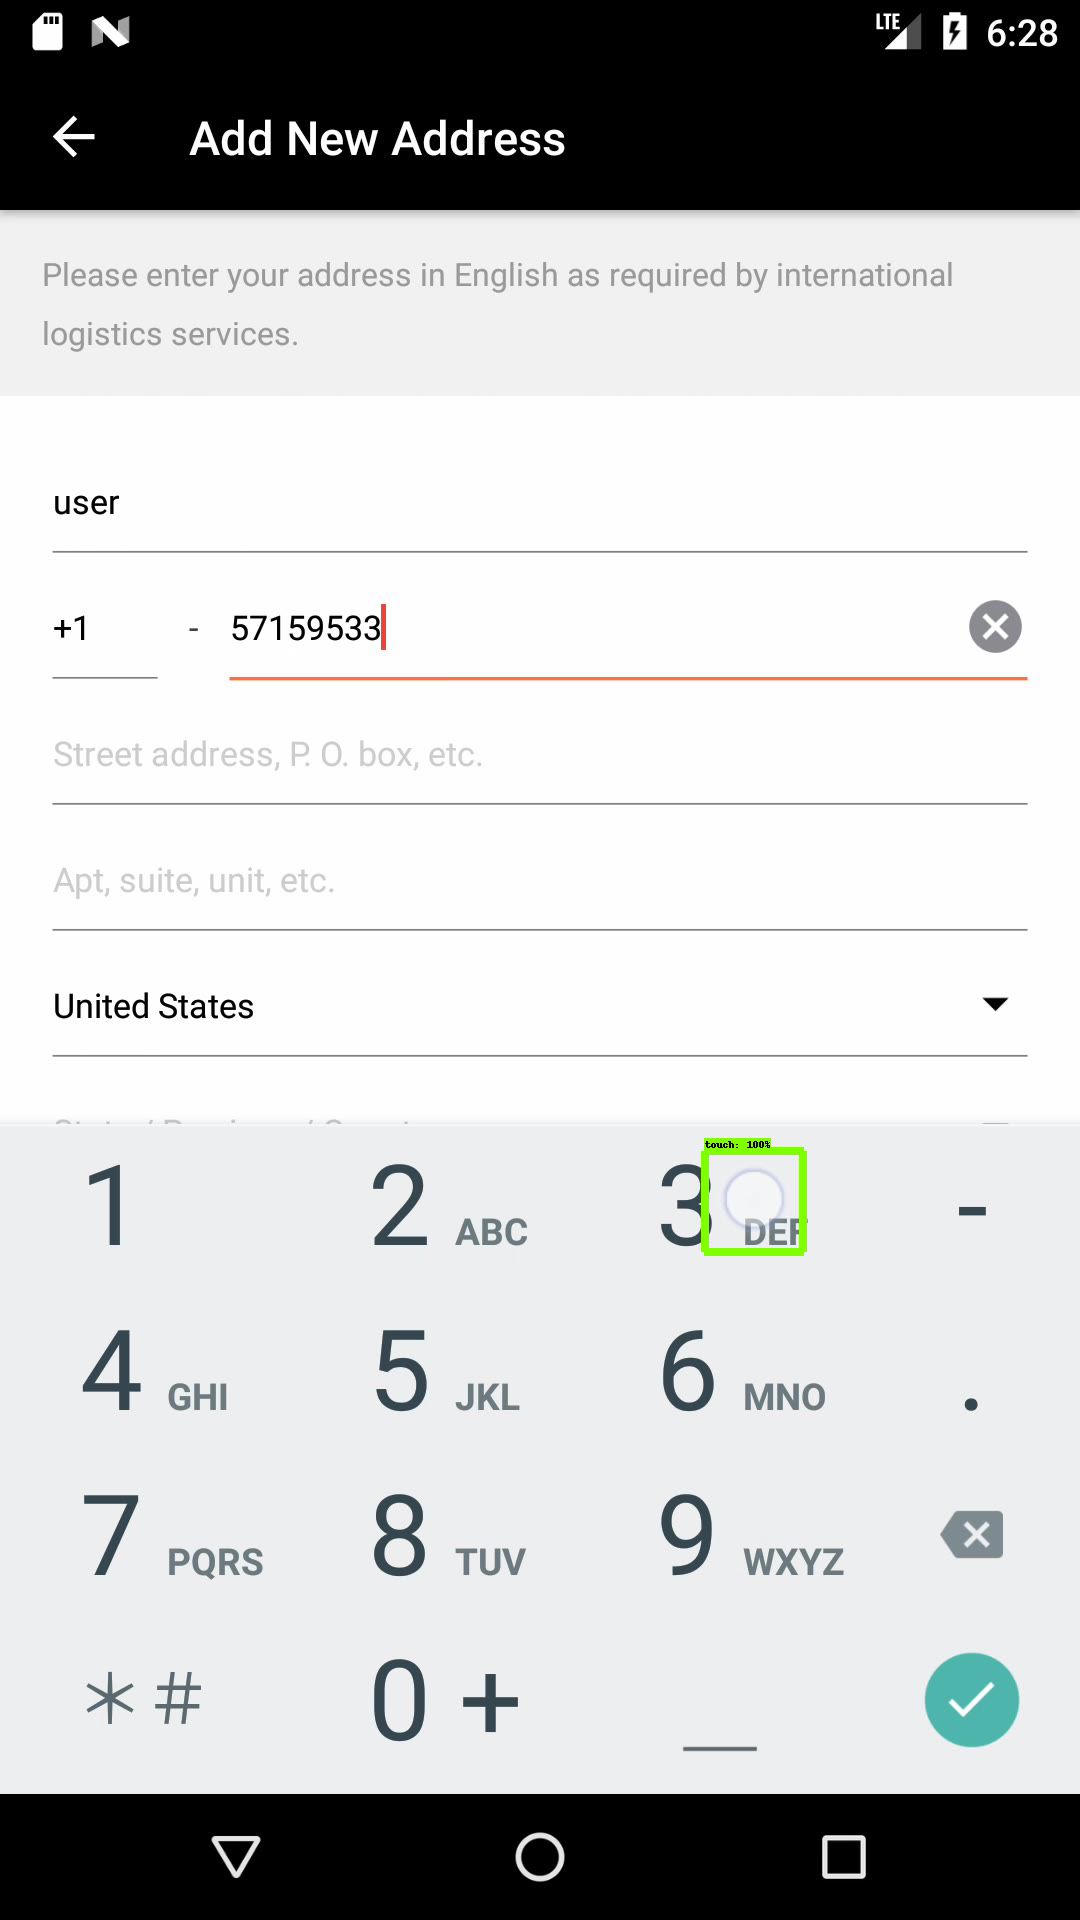 LTE 6:28
Add New Address
Please enter your address in English as required by international
logistics services.
user
+1 - 57159533
Street address, P. O. box, etc.
Apt, suite, unit, etc.
United States
touch: 100%
1 2 ABC 3 DEF -
4 GHI 5 JKL 6 MNO .
7 PQRS 8 TUV 9 WXYZ
* # 0 +